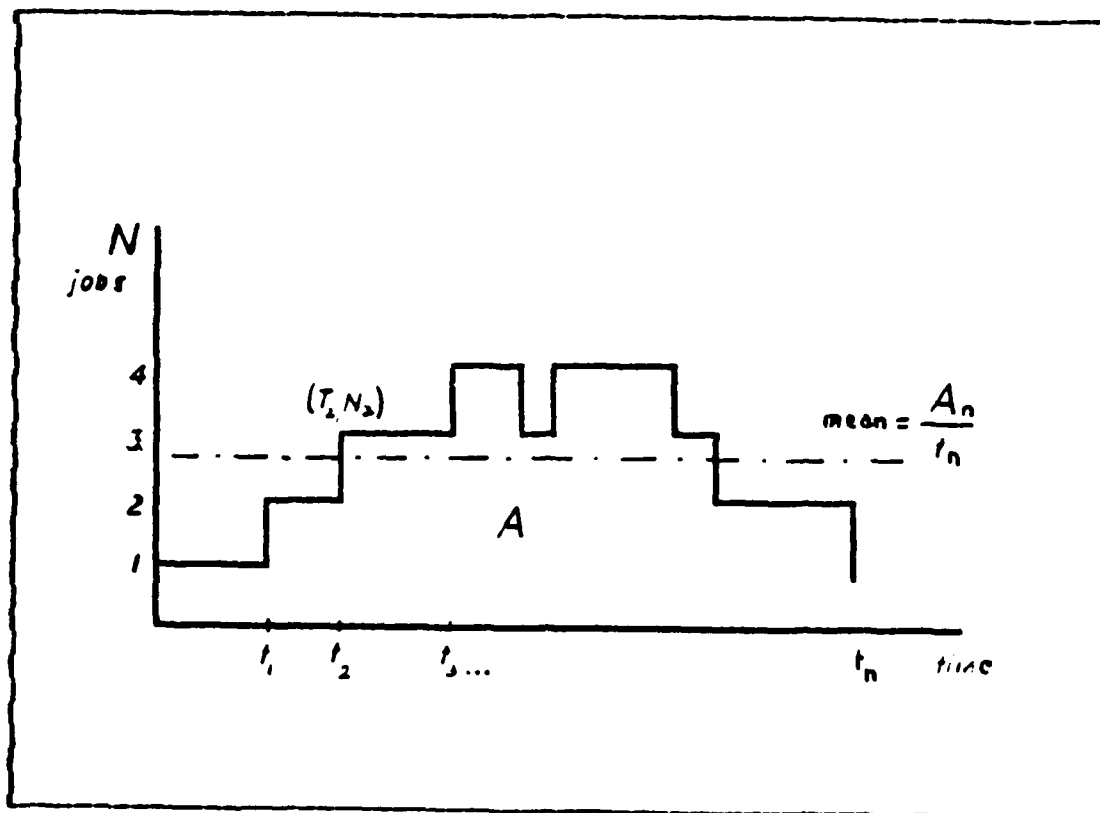 N
jobs
4
(T₂, N₂)
mean = Aₙ / tₙ
3
2
A
1
t₁ t₂ t₃... tₙ time